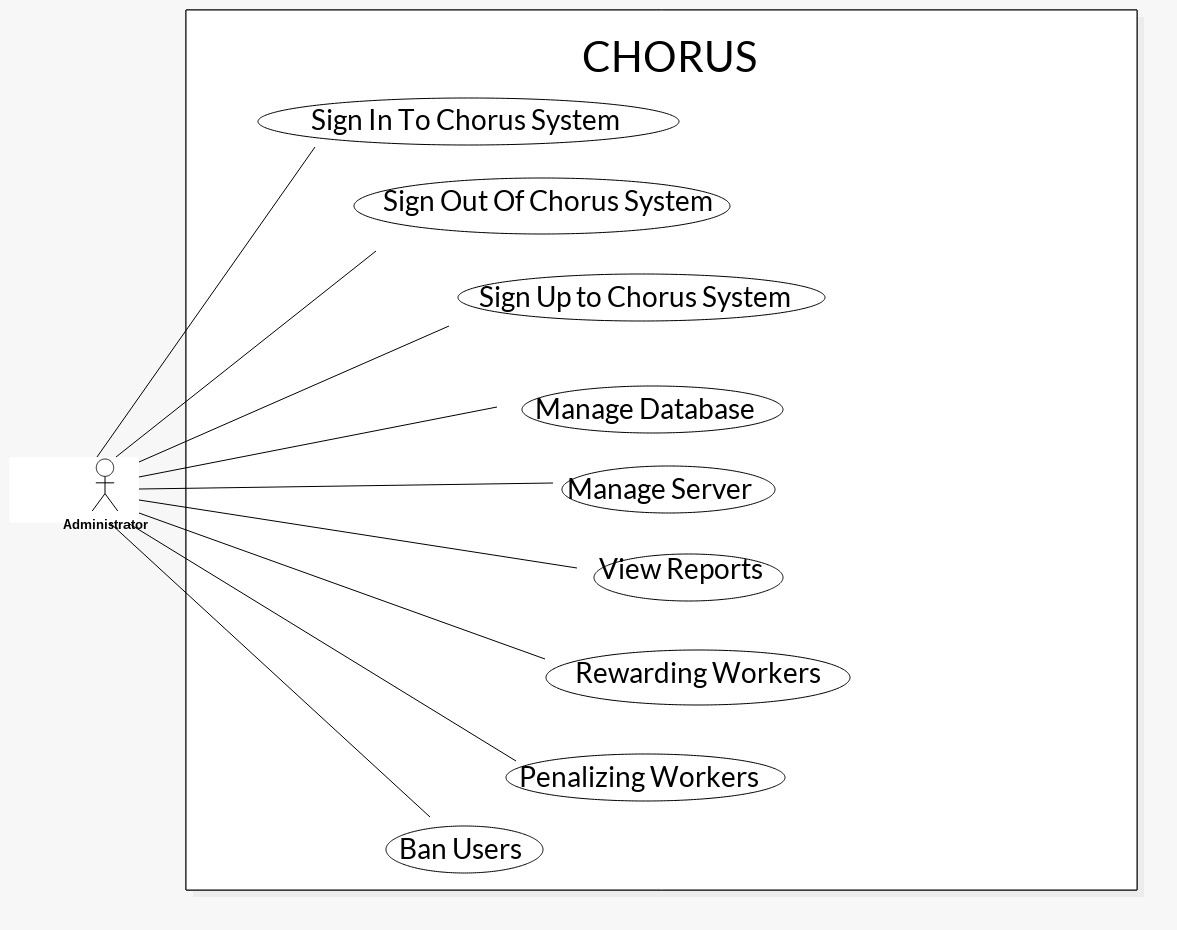 CHORUS
Sign In To Chorus System
Sign Out Of Chorus System
Sign Up to Chorus System
Manage Database
Manage Server
Administrator
View Reports
Rewarding Workers
Penalizing Workers
Ban Users